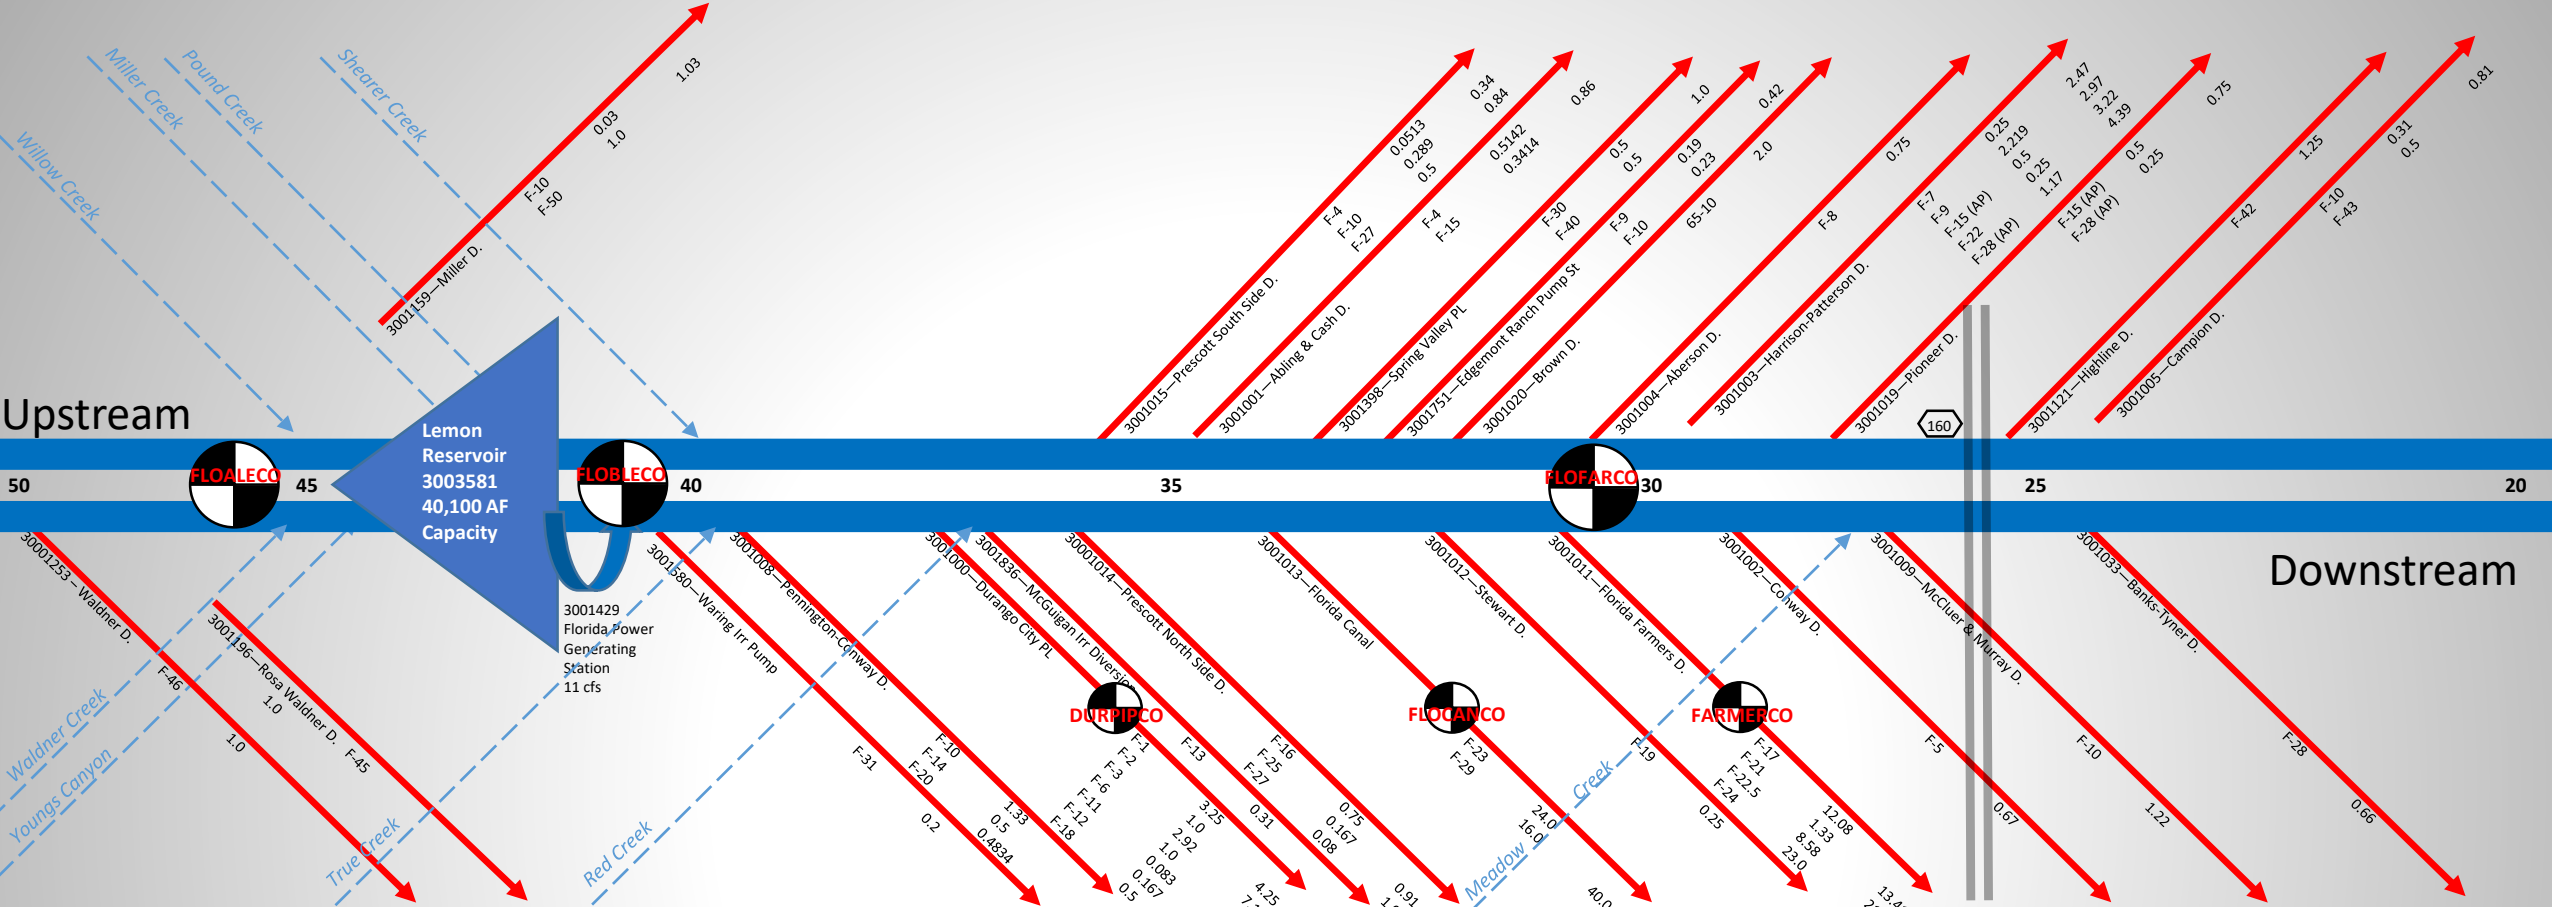 Upstream
Downstream
50
45
40
35
30
25
20
FLOALECO
FLOBLECO
FLOFARCO
DURPIPCO
FLOCANCO
FARMERCO
Lemon
Reservoir
3003581
40,100 AF
Capacity
3001429
Florida Power
Generating
Station
11 cfs
160
Willow Creek
Miller Creek
Pound Creek
Shearer Creek
Waldner Creek
Youngs Canyon
True Creek
Red Creek
Meadow Creek
3001159—Miller D.
F-10
F-50
0.03
1.0
1.03
3001015—Prescott South Side D.
F-4
F-10
F-27
0.0513
0.289
0.5
0.34
0.84
3001001—Abling & Cash D.
F-4
F-15
0.5142
0.3414
0.86
3001398—Spring Valley PL
F-30
F-40
0.5
0.5
1.0
3001751—Edgemont Ranch Pump St
F-9
F-10
0.19
0.23
0.42
3001020—Brown D.
65-10
2.0
3001004—Aberson D.
F-8
0.75
3001003—Harrison-Patterson D.
F-7
F-9
F-15 (AP)
F-22
F-28 (AP)
0.25
2.219
0.5
0.25
1.17
2.47
2.97
3.22
4.39
3001019—Pioneer D.
F-15 (AP)
F-28 (AP)
0.5
0.25
0.75
3001121—Highline D.
F-42
1.25
3001005—Campion D.
F-10
F-43
0.31
0.5
0.81
30001253 – Waldner D.
F-46
1.0
3001196—Rosa Waldner D.
F-45
1.0
3001580—Waring Irr Pump
F-31
0.2
3001008—Pennington-Conway D.
F-10
F-14
F-20
1.33
0.5
0.4834
3001000—Durango City PL
F-1
F-2
F-3
F-6
F-11
F-12
F-18
3.25
1.0
2.92
1.0
0.083
0.167
0.5
4.25
3001836—McGuigan Irr Diversion
F-13
0.31
30001014—Prescott North Side D.
F-16
F-25
F-27
0.75
0.167
0.08
0.91
3001013—Florida Canal
F-23
F-29
24.0
16.0
40.0
3001012—Stewart D.
F-19
0.25
3001011—Florida Farmers D.
F-17
F-21
F-22.5
F-24
12.08
1.33
8.58
23.0
3001002—Conway D.
F-5
0.67
3001009—McCluer & Murray D.
F-10
1.22
3001033—Banks-Tyner D.
F-28
0.66